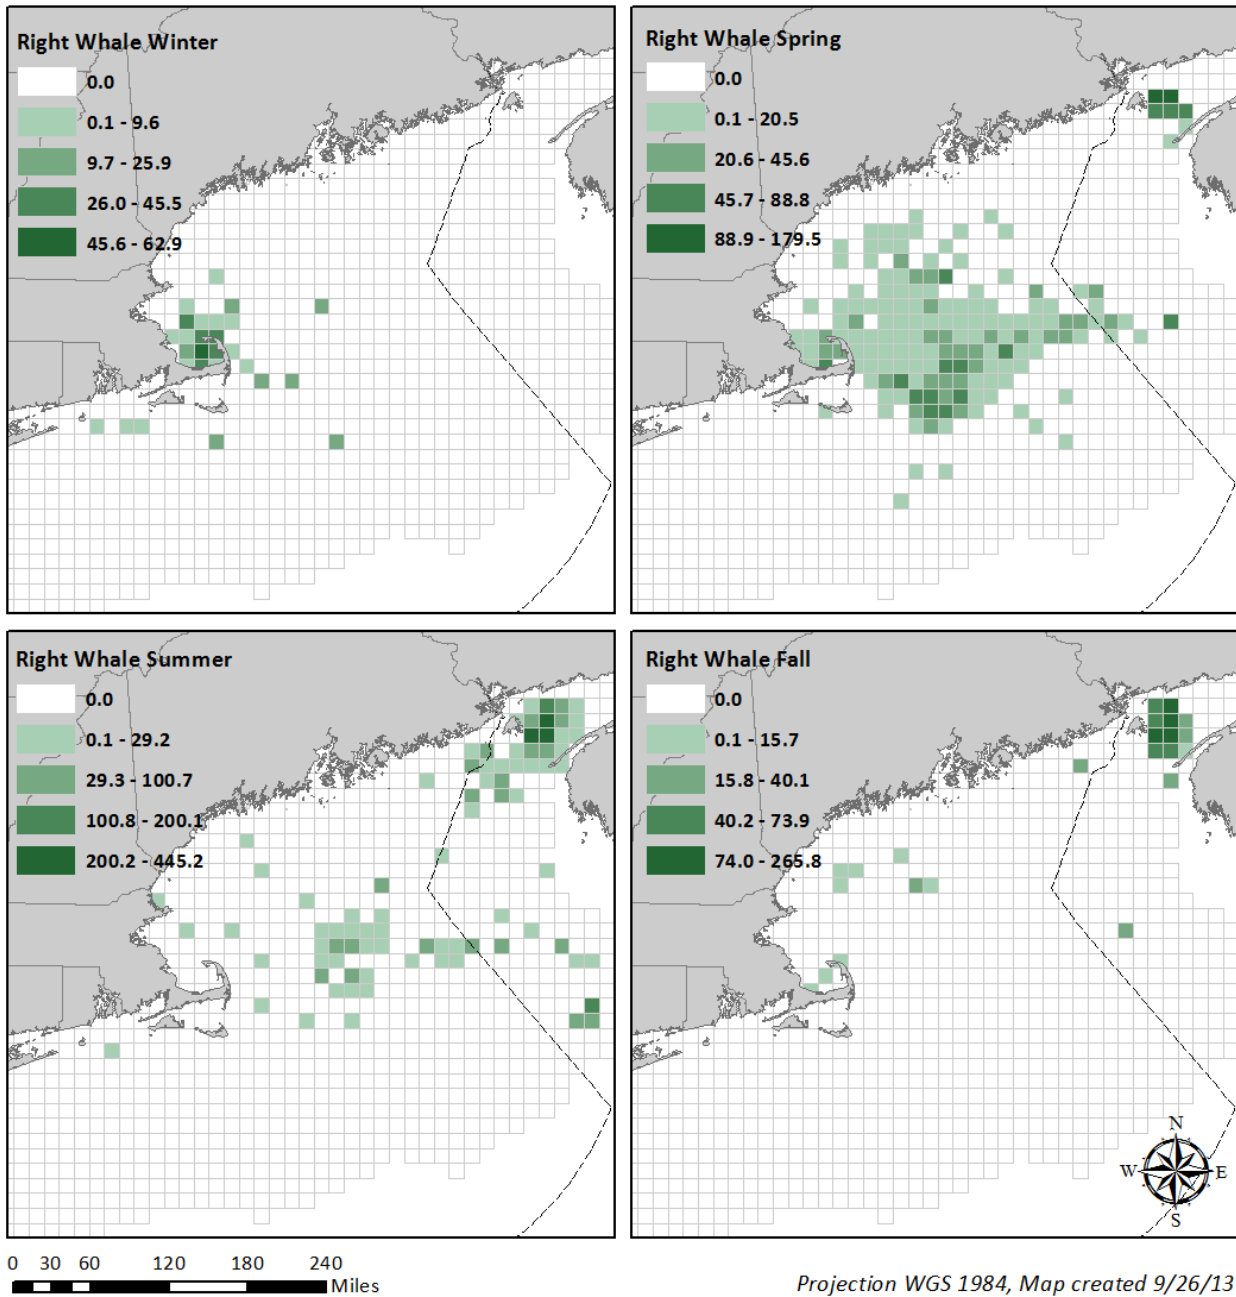 Right Whale Winter
0.0
0.1 - 9.6
9.7 - 25.9
26.0 - 45.5
45.6 - 62.9
Right Whale Spring
0.0
0.1 - 20.5
20.6 - 45.6
45.7 - 88.8
88.9 - 179.5
Right Whale Summer
0.0
0.1 - 29.2
29.3 - 100.7
100.8 - 200.1
200.2 - 445.2
Right Whale Fall
0.0
0.1 - 15.7
15.8 - 40.1
40.2 - 73.9
74.0 - 265.8
N
W E
S
0 30 60 120 180 240
Miles
Projection WGS 1984, Map created 9/26/13